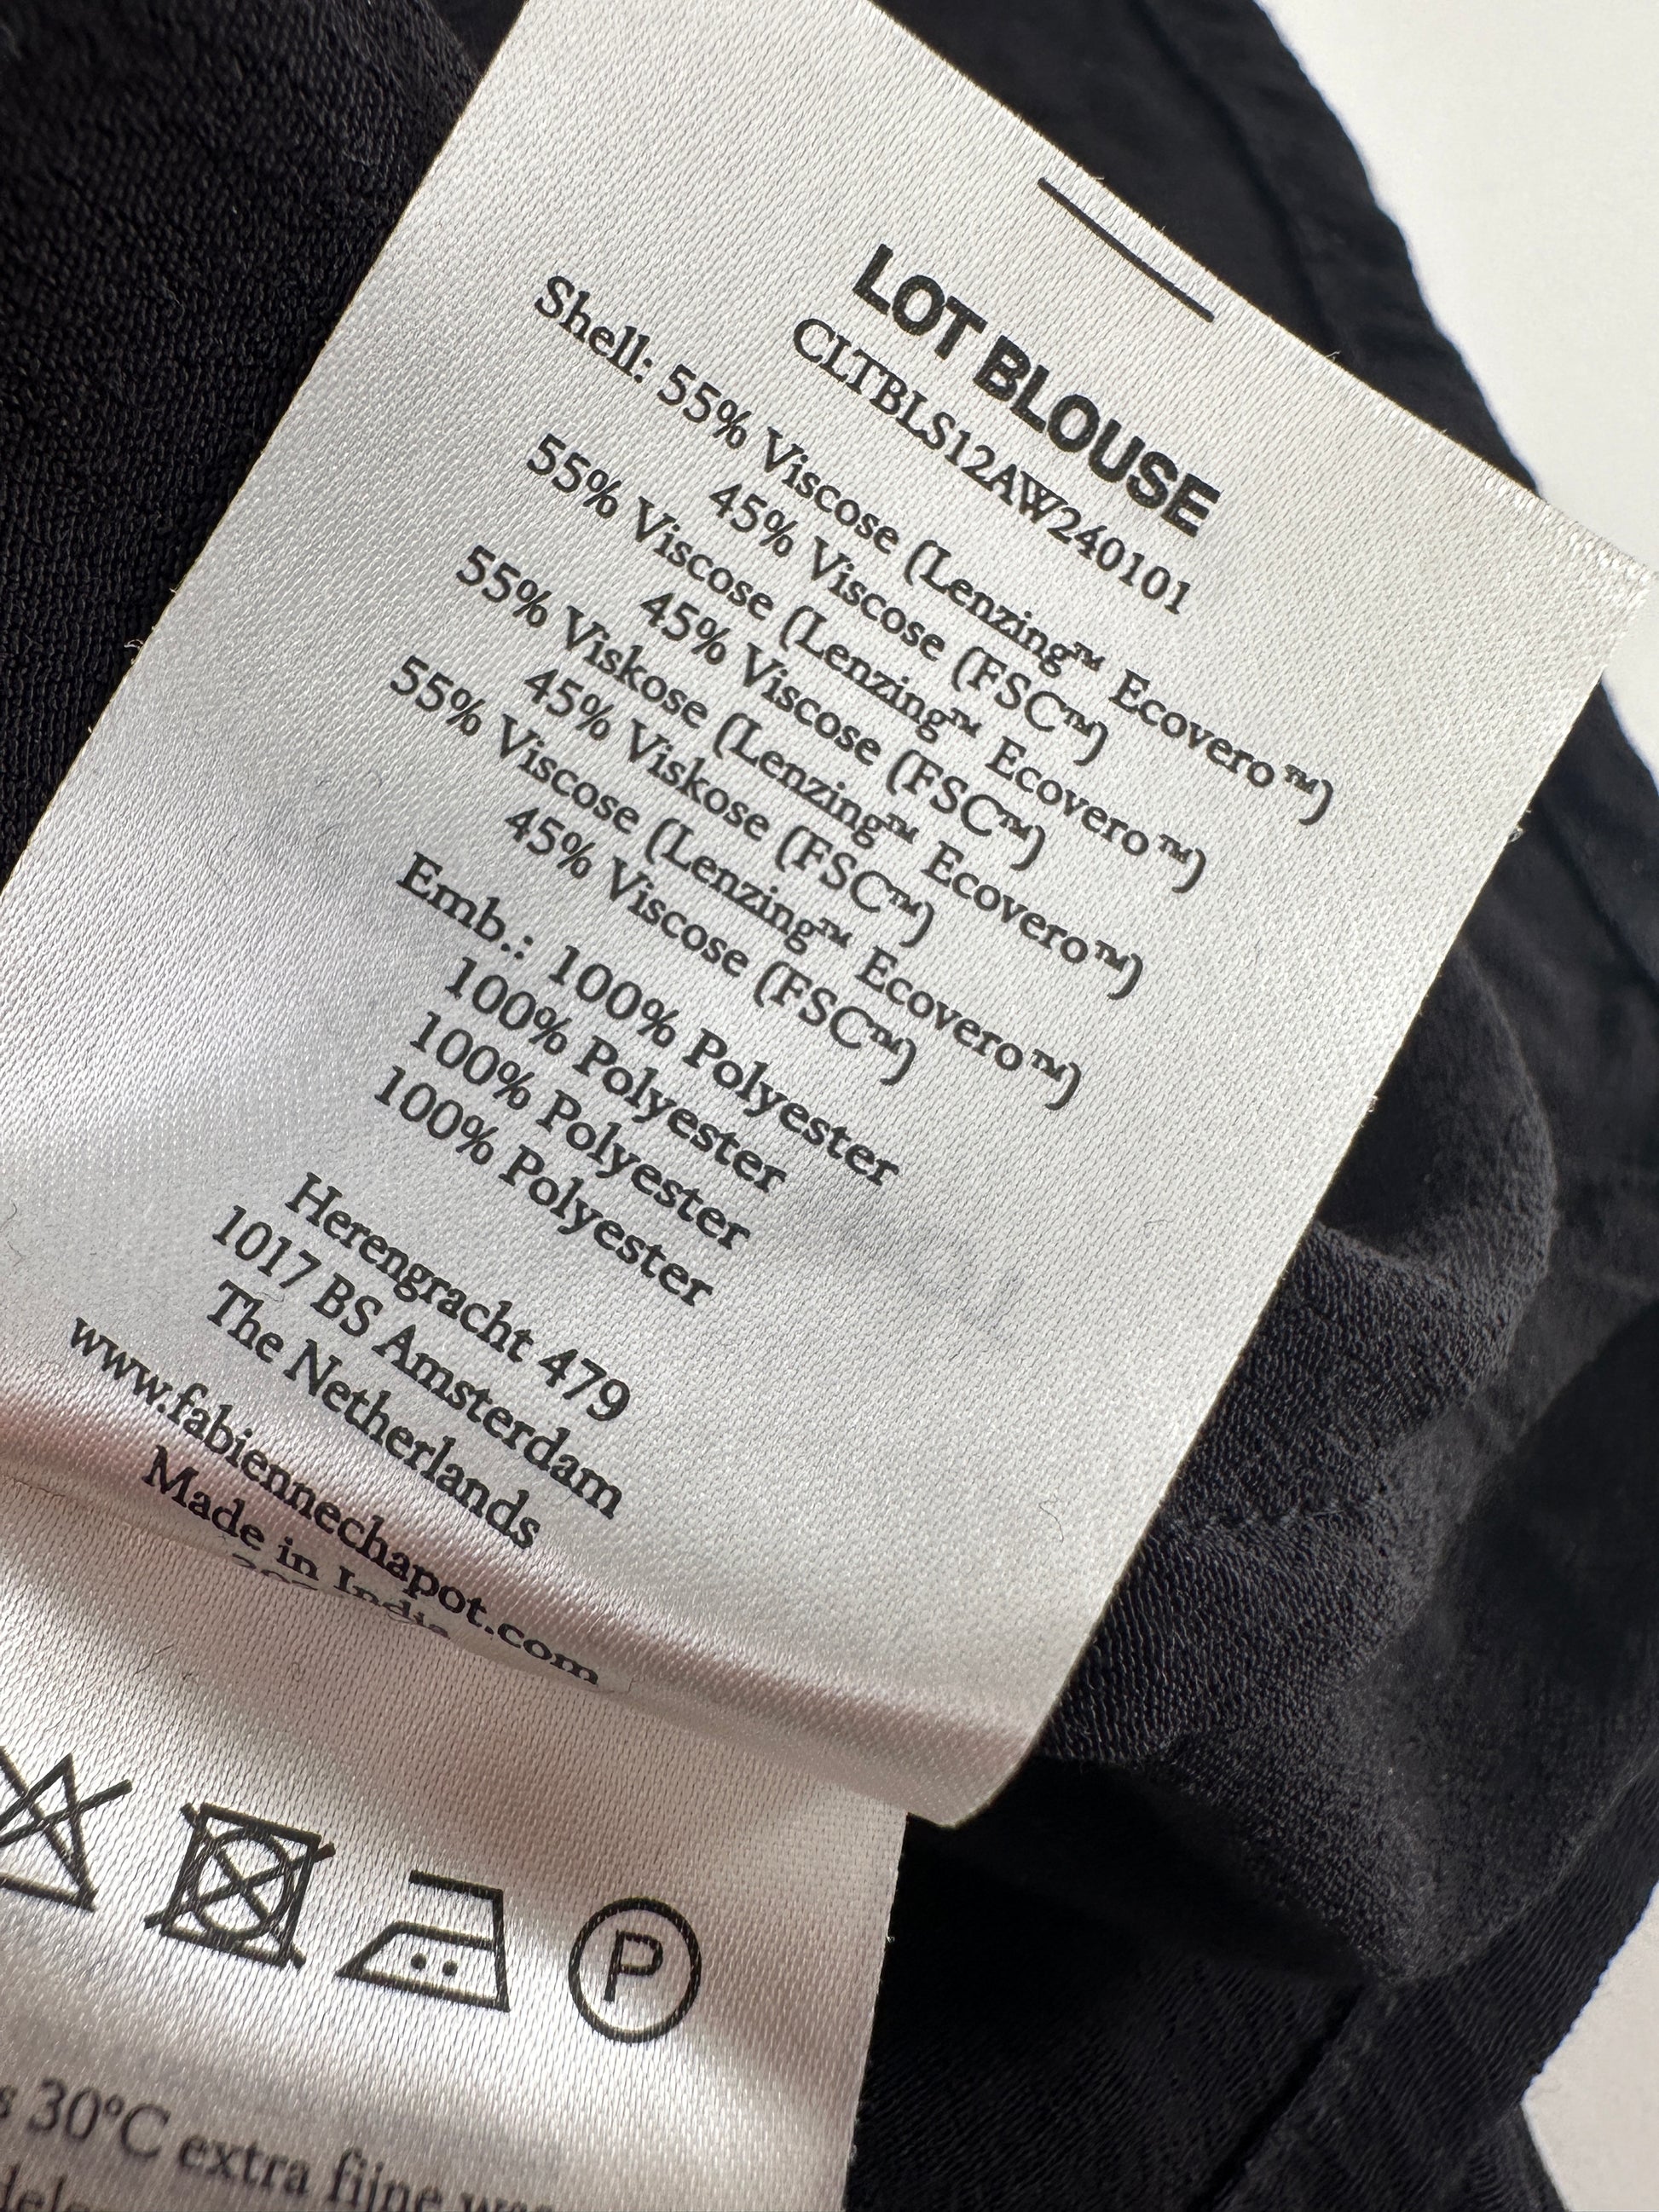 LOT BLOUSE
CLTBLS12AW240101
Shell: 55% Viscose (Lenzing™ Ecovero™)
45% Viscose (FSC™)
55% Viscose (Lenzing™ Ecovero™)
45% Viscose (FSC™)
55% Viskose (Lenzing™ Ecovero™)
45% Viskose (FSC™)
55% Viscose (Lenzing™ Ecovero™)
45% Viscose (FSC™)
Emb.: 100% Polyester
100% Polyester
100% Polyester
100% Polyester
Herengracht 479
1017 BS Amsterdam
The Netherlands
www.fabiennechapot.com
Made in India
P
30°C extra fijne